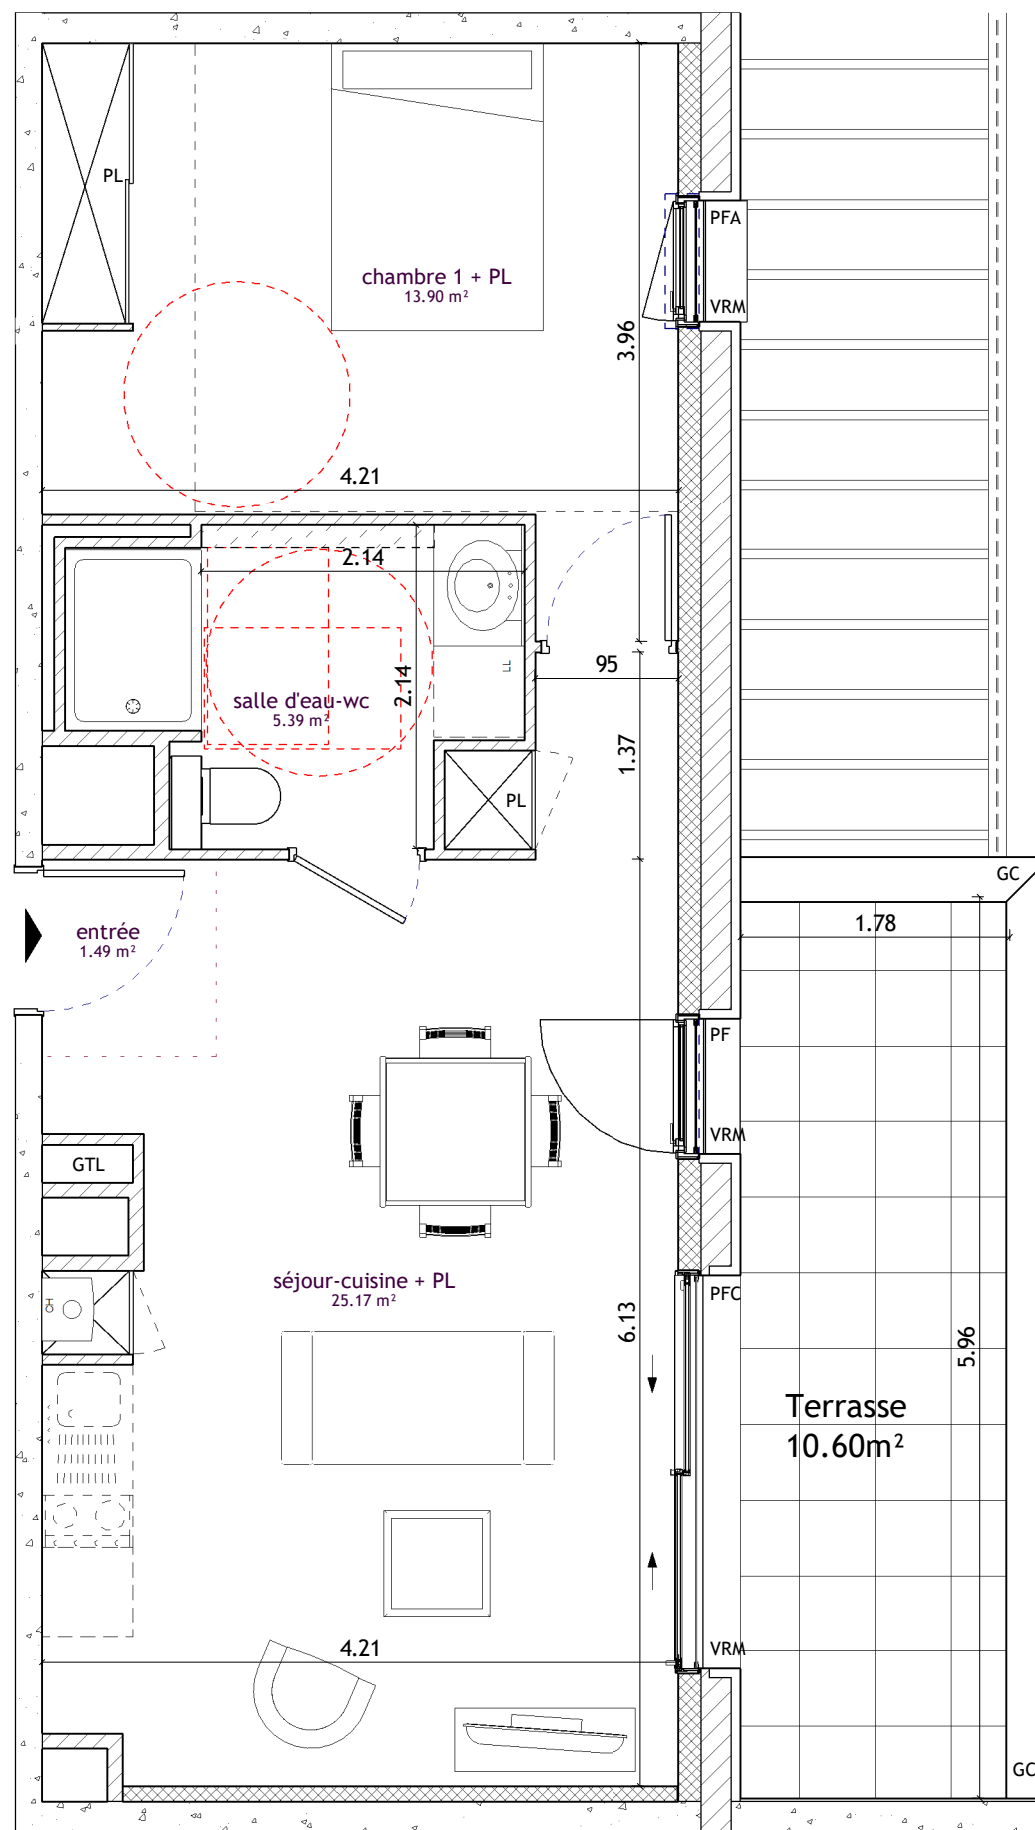 PL
PFA
chambre 1 + PL
13.90 m²
VRM
3.96
4.21
2.14
LL
95
2.14
salle d'eau-wc
5.39 m²
1.37
PL
GC
entrée
1.49 m²
1.78
PF
VRM
GTL
séjour-cuisine + PL
25.17 m²
PFC
CH
6.13
5.96
Terrasse
10.60m²
4.21
VRM
GC